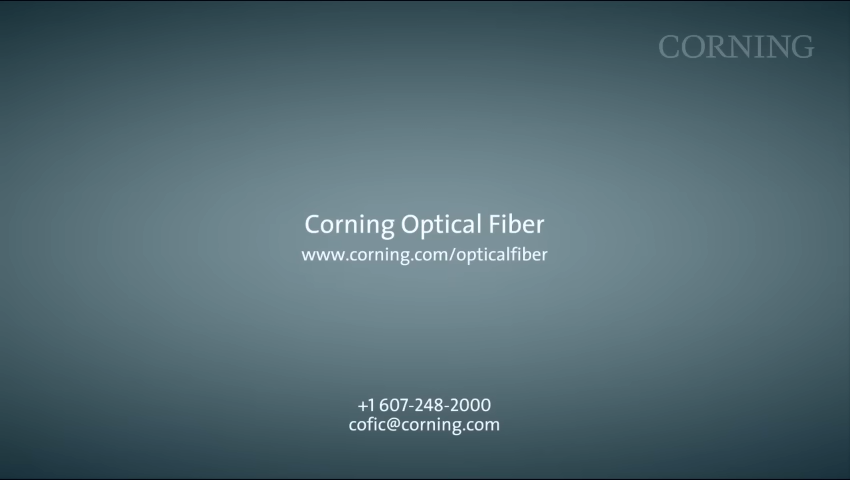 CORNING
Corning Optical Fiber
www.corning.com/opticalfiber
+1 607-248-2000
cofic@corning.com